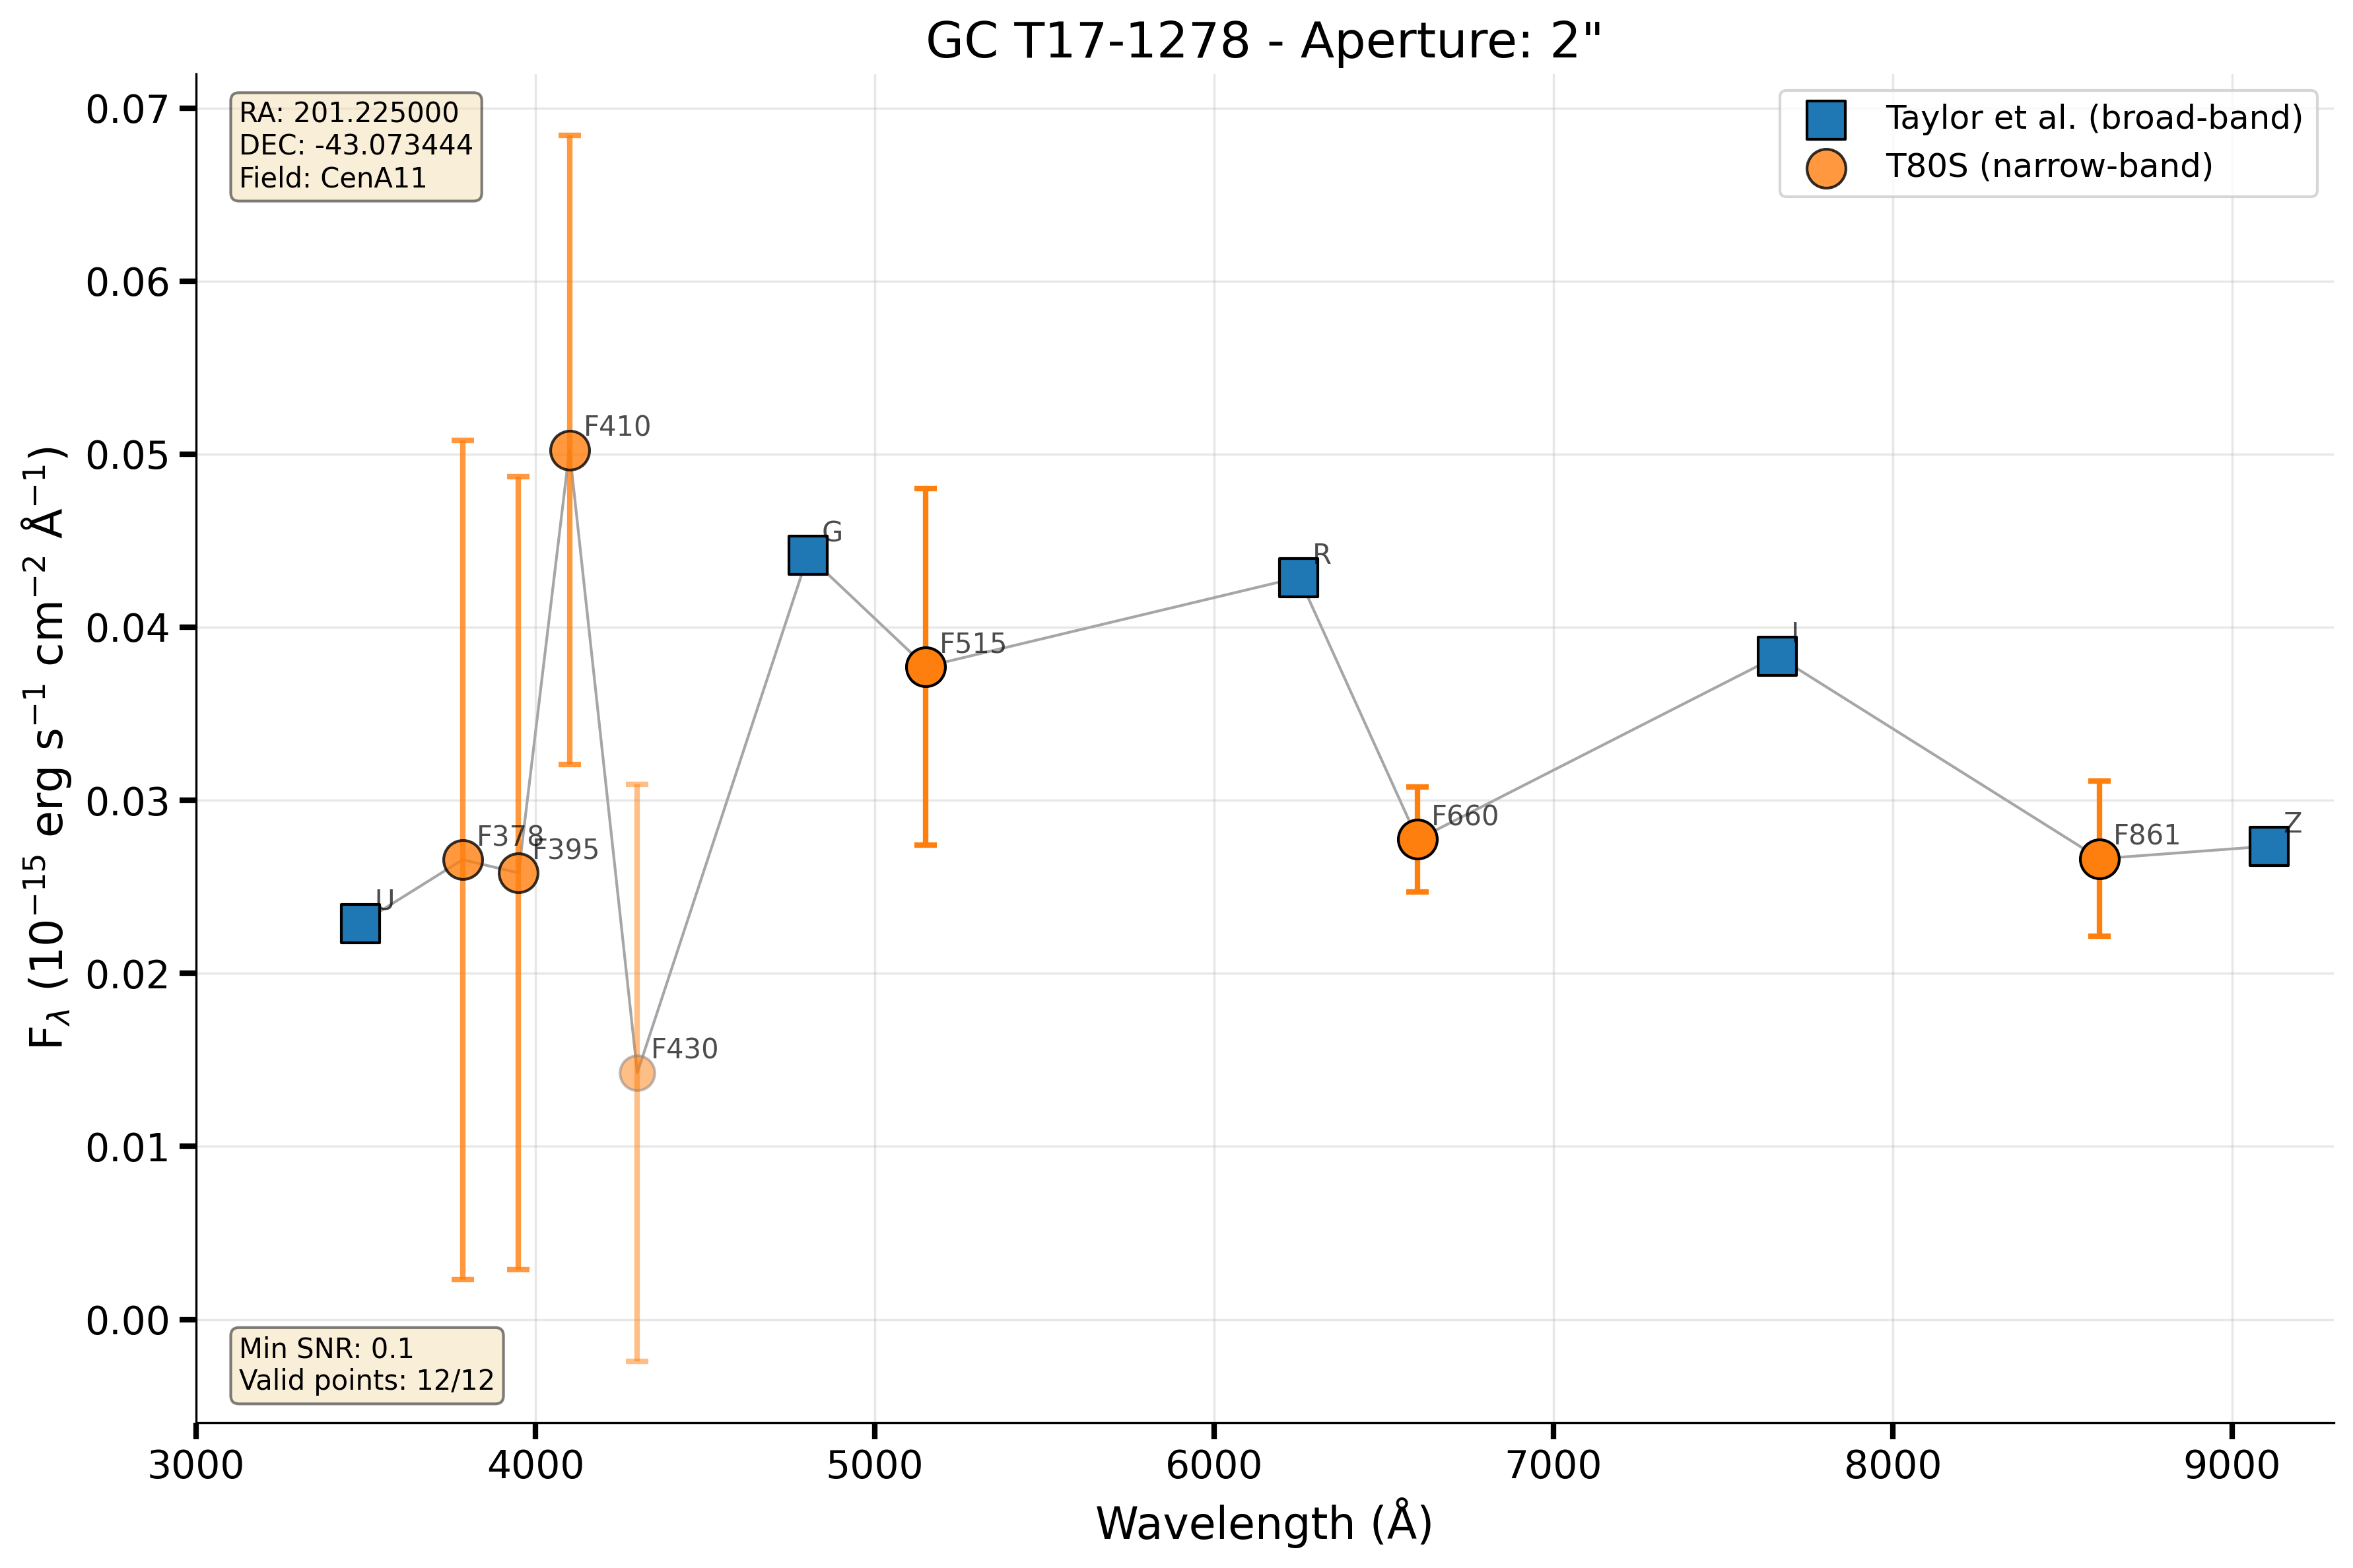 GC T17-1278 - Aperture: 2"
RA: 201.225000
DEC: -43.073444
Field: CenA11
Taylor et al. (broad-band)
T80S (narrow-band)
0.07
0.06
0.05
0.04
0.03
0.02
0.01
0.00
F_λ (10⁻¹⁵ erg s⁻¹ cm⁻² Å⁻¹)
U
F378
F395
F410
F430
G
F515
R
F660
I
F861
Z
Min SNR: 0.1
Valid points: 12/12
3000 4000 5000 6000 7000 8000 9000
Wavelength (Å)